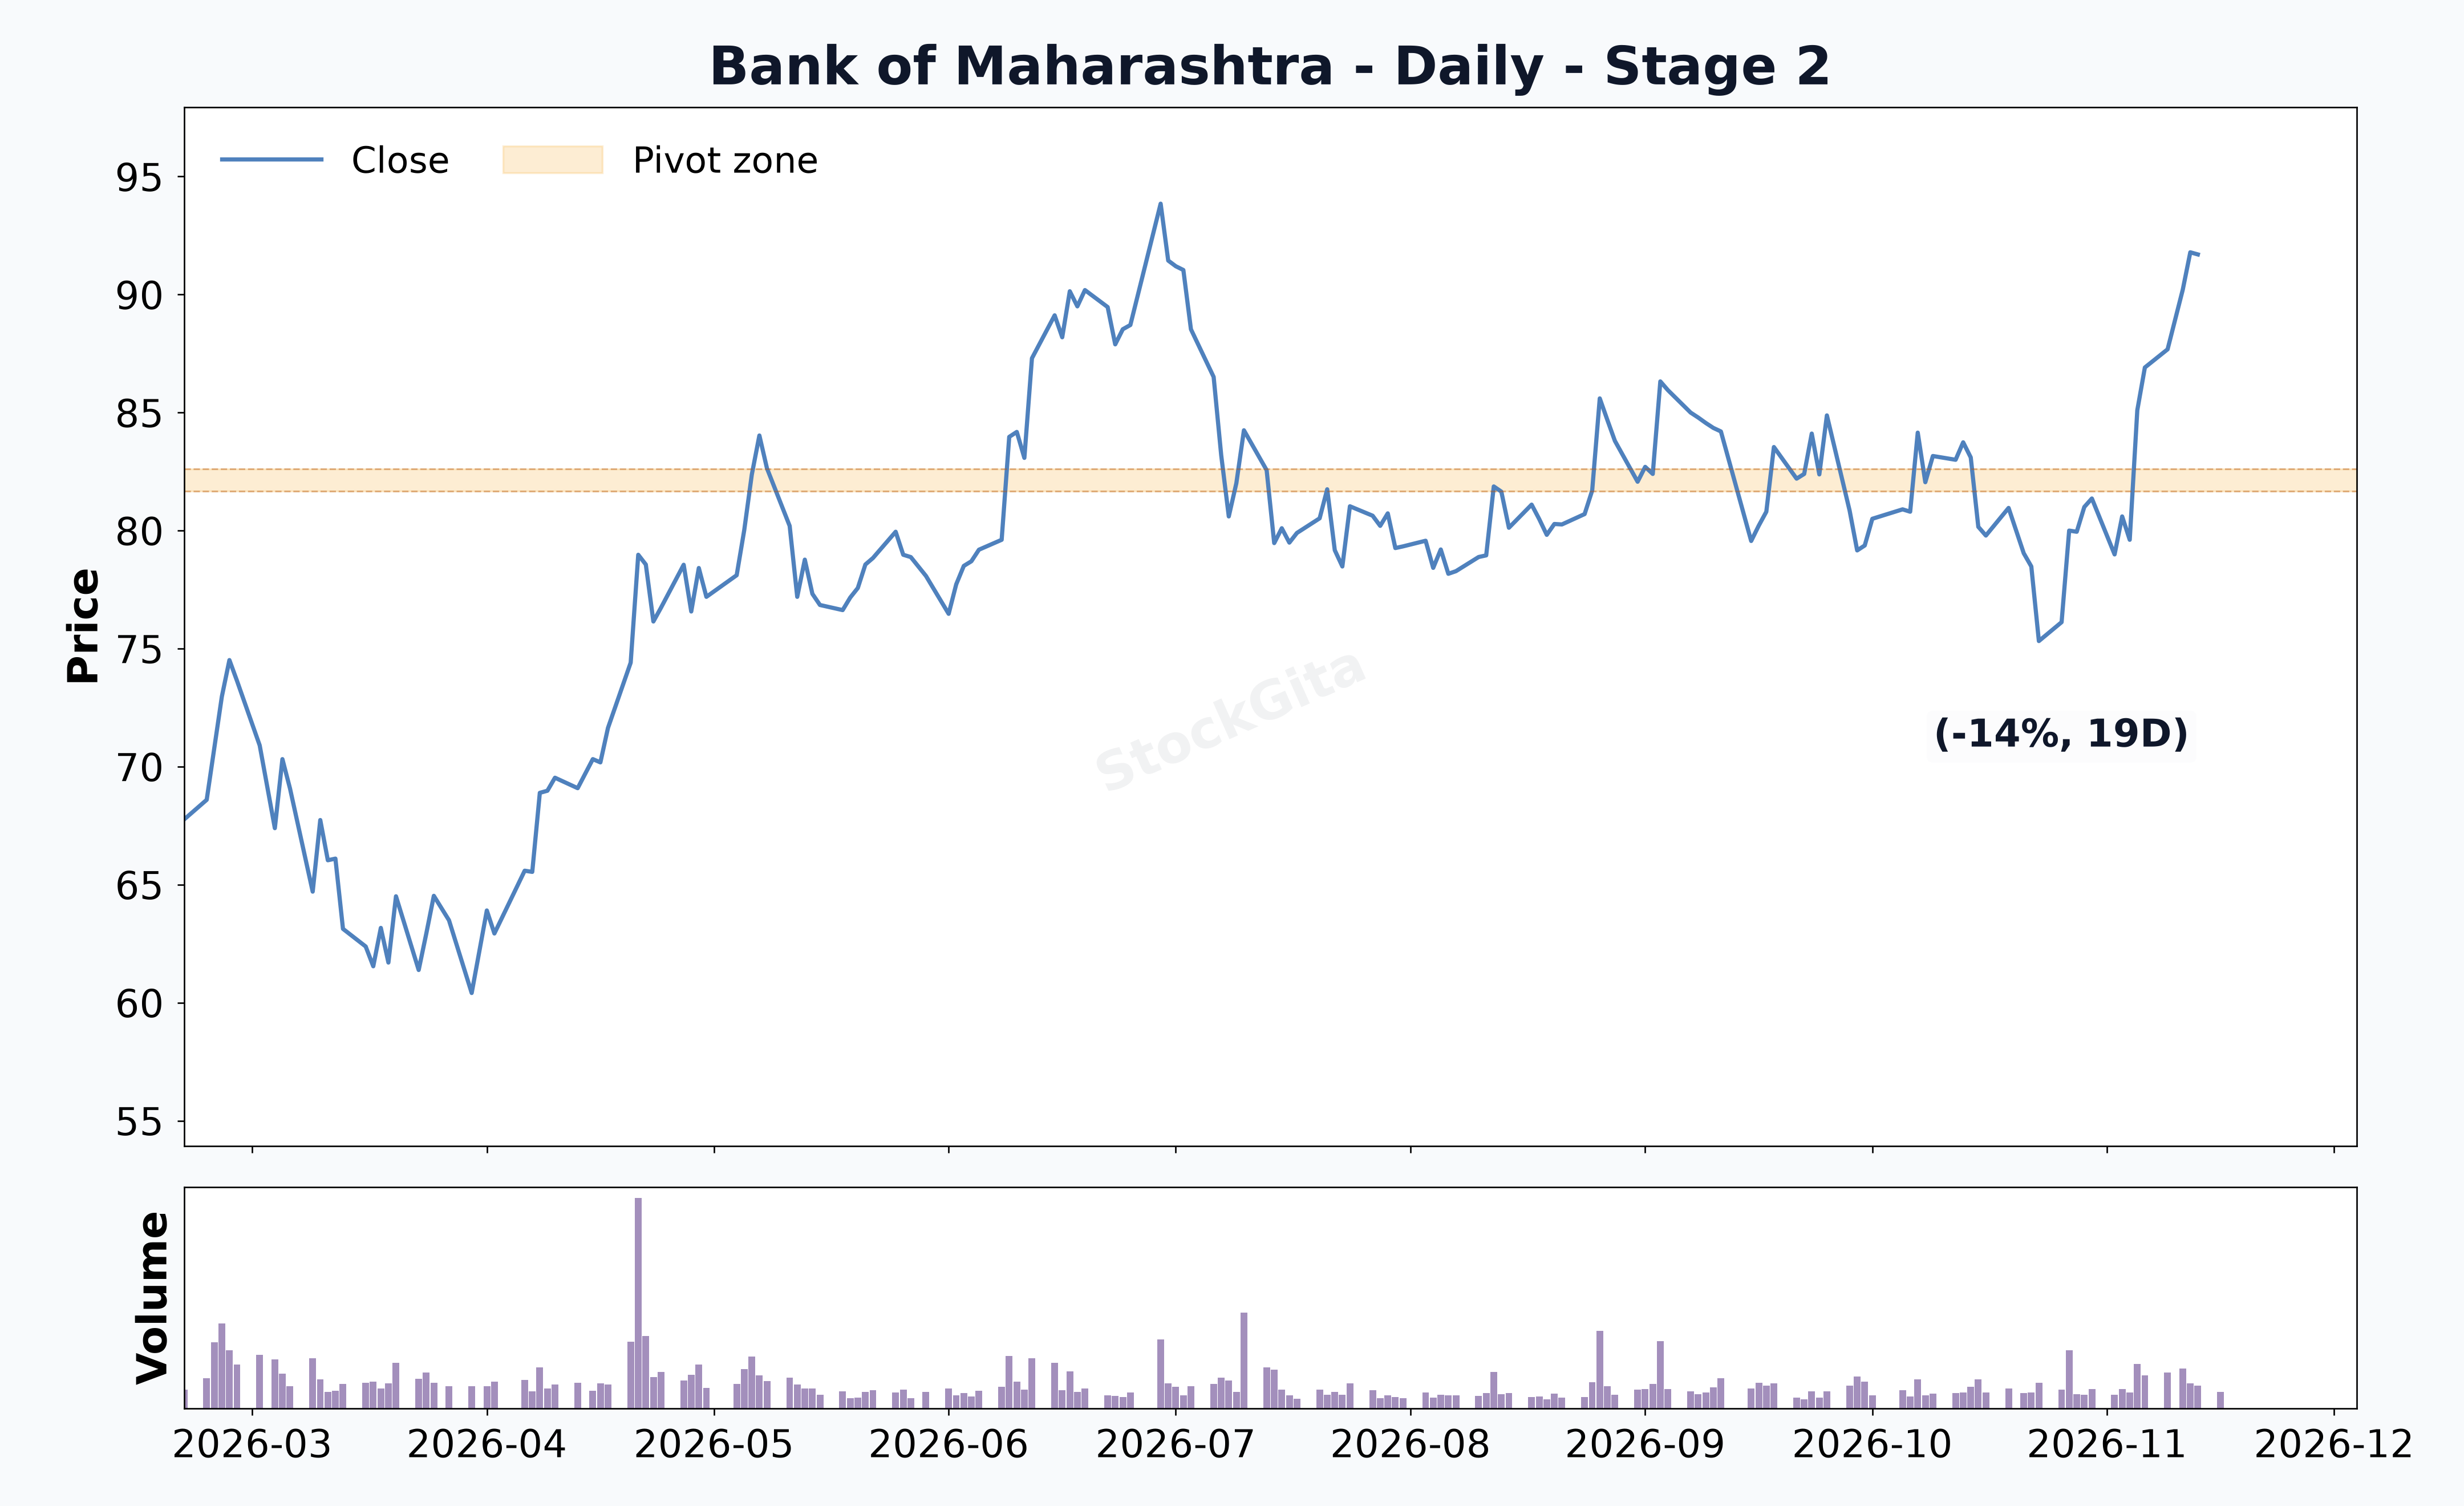 Bank of Maharashtra - Daily - Stage 2
Close
Pivot zone
95
90
85
80
75
70
65
60
55
Price
StockGita
(-14%, 19D)
Volume
2026-03
2026-04
2026-05
2026-06
2026-07
2026-08
2026-09
2026-10
2026-11
2026-12